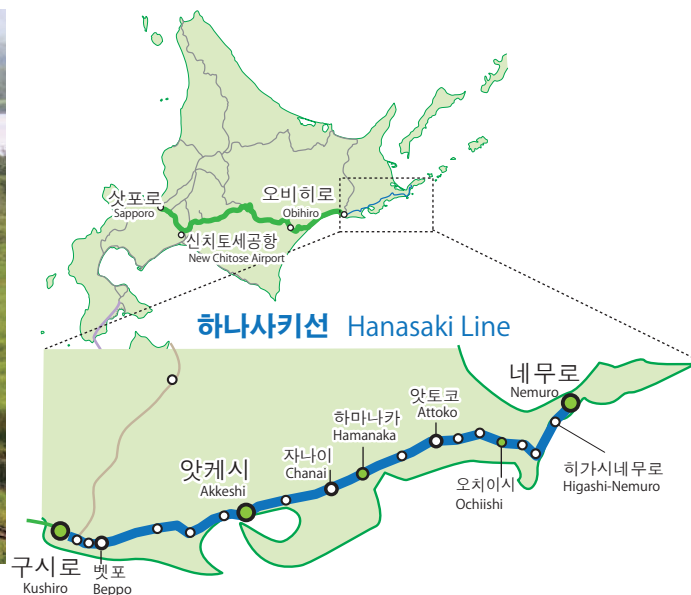 삿포로
Sapporo
오비히로
Obihiro
신치토세공항
New Chitose Airport
하나사키선 Hanasaki Line
네무로
Nemuro
앗토코
Attoko
하마나카
Hamanaka
자나이
Chanai
앗케시
Akkeshi
오치이시
Ochiishi
히가시네무로
Higashi-Nemuro
구시로
Kushiro
벳포
Beppo